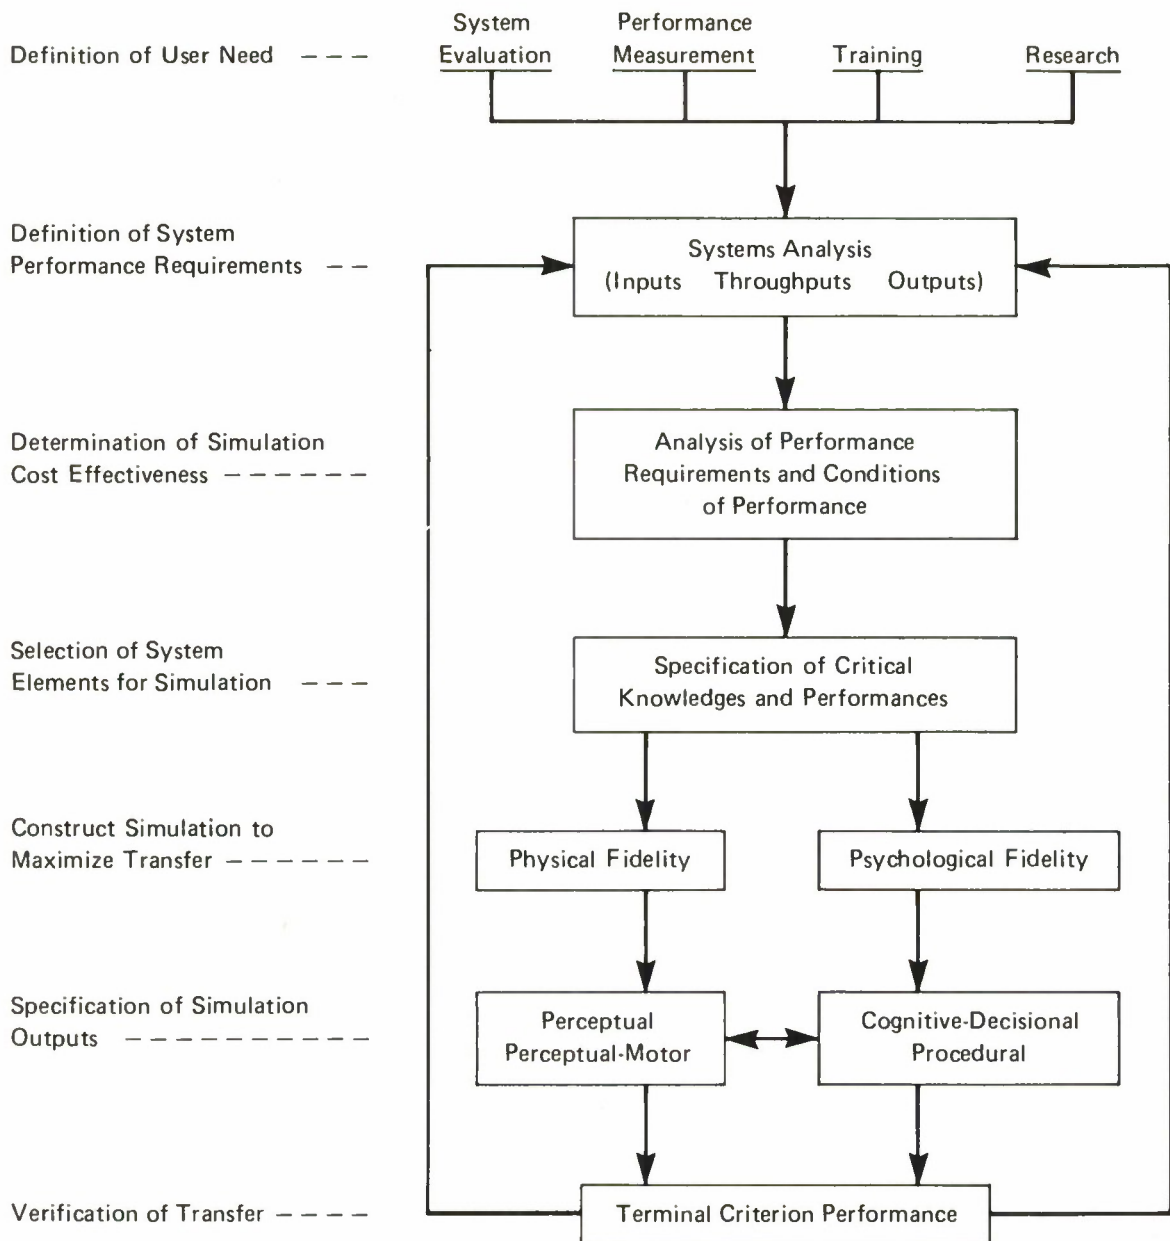 Definition of User Need — — —
System
Evaluation
Performance
Measurement
Training
Research
Definition of System
Performance Requirements — —
Systems Analysis
(Inputs Throughputs Outputs)
Determination of Simulation
Cost Effectiveness — — — — — —
Analysis of Performance
Requirements and Conditions
of Performance
Selection of System
Elements for Simulation — — —
Specification of Critical
Knowledges and Performances
Construct Simulation to
Maximize Transfer — — — — — —
Physical Fidelity
Psychological Fidelity
Specification of Simulation
Outputs — — — — — — — — — —
Perceptual
Perceptual-Motor
Cognitive-Decisional
Procedural
Verification of Transfer — — — —
Terminal Criterion Performance